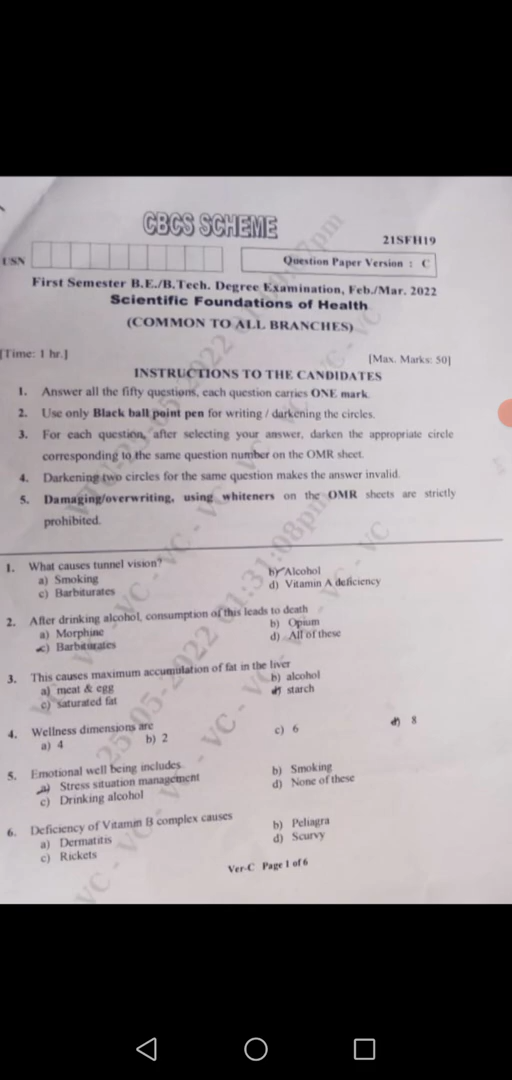 CBCS SCHEME
21SFH19
USN
Question Paper Version : C
First Semester B.E./B.Tech. Degree Examination, Feb./Mar. 2022
Scientific Foundations of Health
(COMMON TO ALL BRANCHES)
[Time: 1 hr.] [Max. Marks: 50]
INSTRUCTIONS TO THE CANDIDATES
1. Answer all the fifty questions, each question carries ONE mark.
2. Use only Black ball point pen for writing / darkening the circles.
3. For each question, after selecting your answer, darken the appropriate circle
corresponding to the same question number on the OMR sheet.
4. Darkening two circles for the same question makes the answer invalid.
5. Damaging/overwriting, using whiteners on the OMR sheets are strictly
prohibited.
1. What causes tunnel vision?
a) Smoking b) Alcohol
c) Barbiturates d) Vitamin A deficiency
2. After drinking alcohol, consumption of this leads to death
a) Morphine b) Opium
c) Barbiturates d) All of these
3. This causes maximum accumulation of fat in the liver
a) meat & egg b) alcohol
c) saturated fat d) starch
4. Wellness dimensions are
a) 4 b) 2 c) 6 d) 8
5. Emotional well being includes
a) Stress situation management b) Smoking
c) Drinking alcohol d) None of these
6. Deficiency of Vitamin B complex causes
a) Dermatitis b) Peliagra
c) Rickets d) Scurvy
Ver-C Page 1 of 6